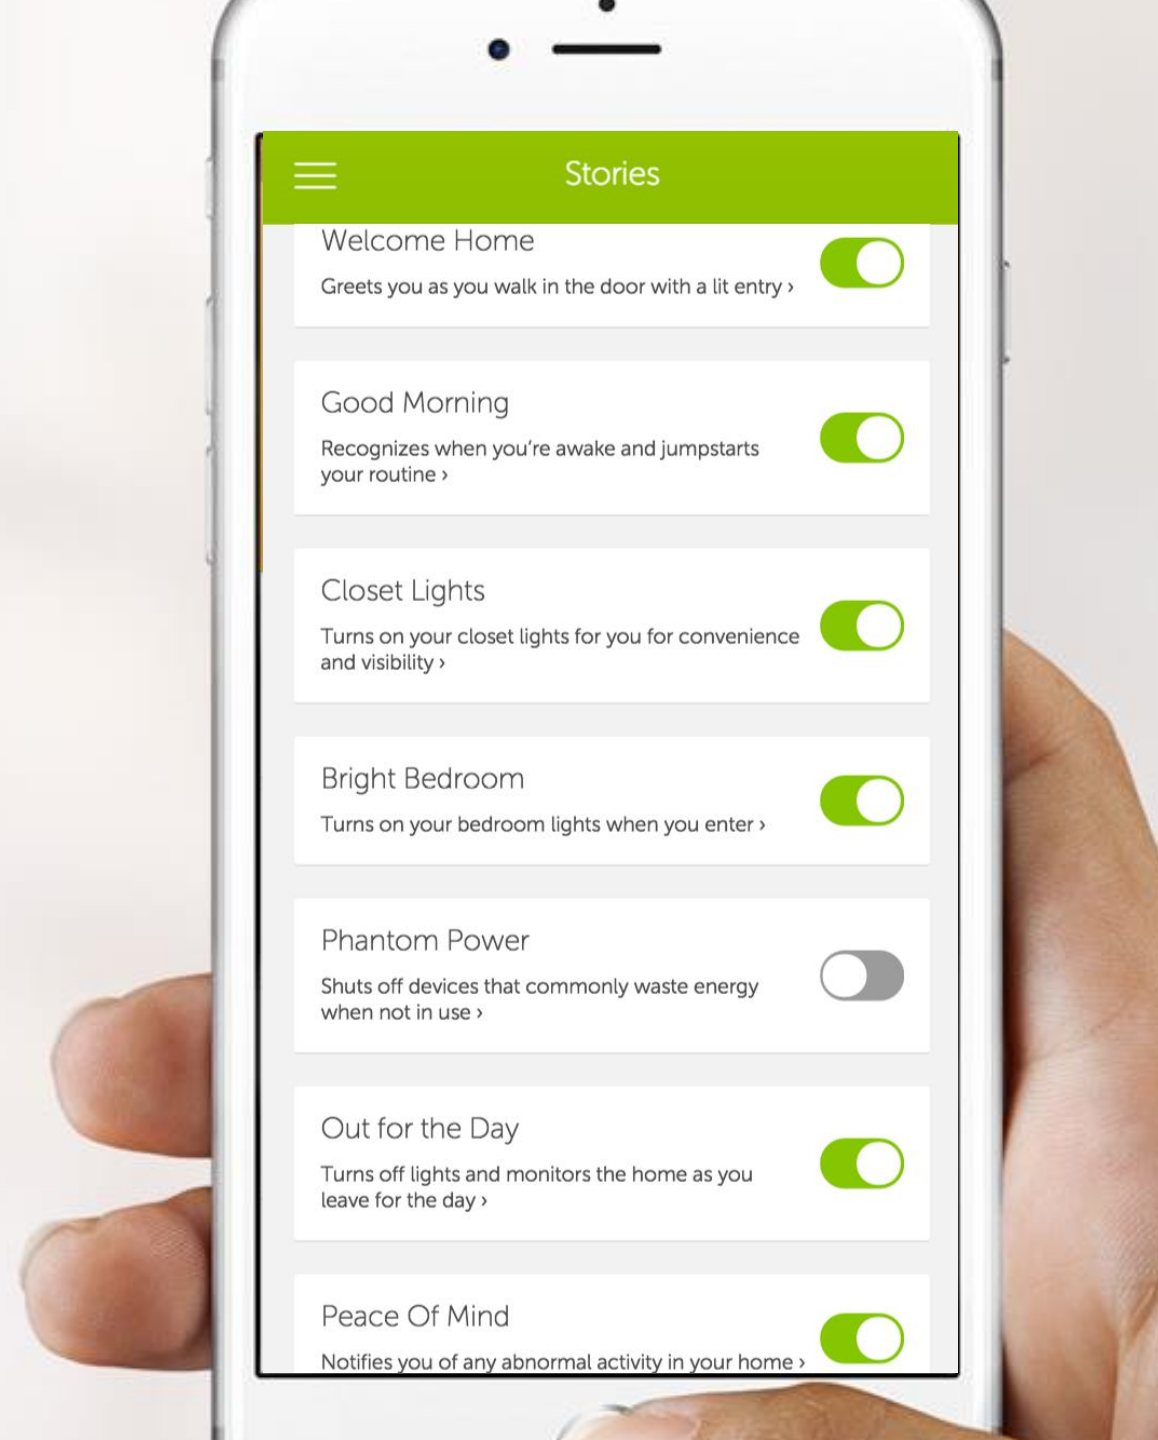 Stories
Welcome Home
Greets you as you walk in the door with a lit entry ›
Good Morning
Recognizes when you're awake and jumpstarts
your routine ›
Closet Lights
Turns on your closet lights for you for convenience
and visibility ›
Bright Bedroom
Turns on your bedroom lights when you enter ›
Phantom Power
Shuts off devices that commonly waste energy
when not in use ›
Out for the Day
Turns off lights and monitors the home as you
leave for the day ›
Peace Of Mind
Notifies you of any abnormal activity in your home ›